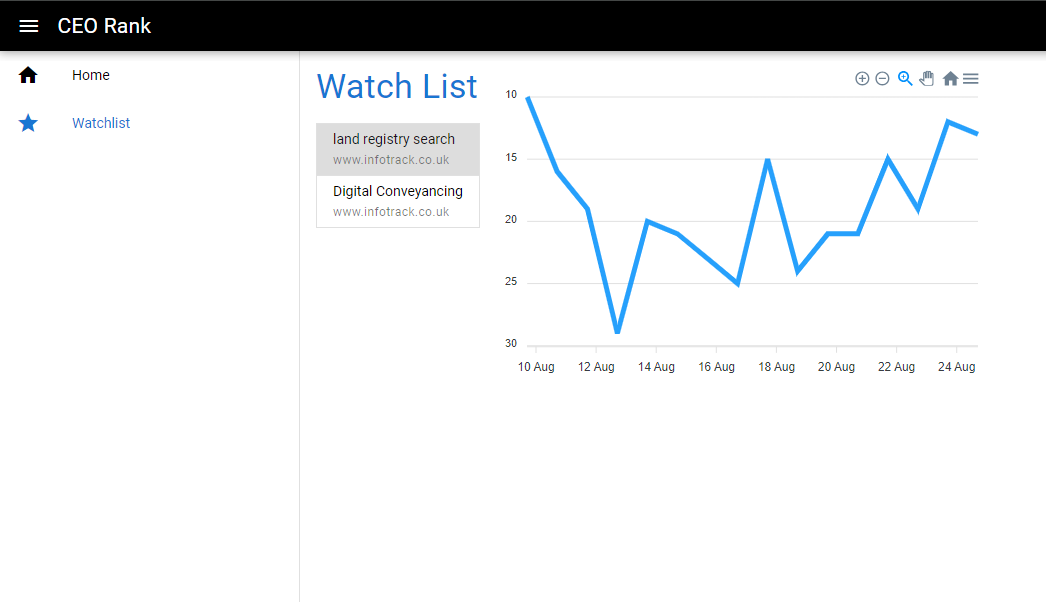 CEO Rank
Home
Watchlist
Watch List
land registry search
www.infotrack.co.uk
Digital Conveyancing
www.infotrack.co.uk
10
15
20
25
30
10 Aug 12 Aug 14 Aug 16 Aug 18 Aug 20 Aug 22 Aug 24 Aug